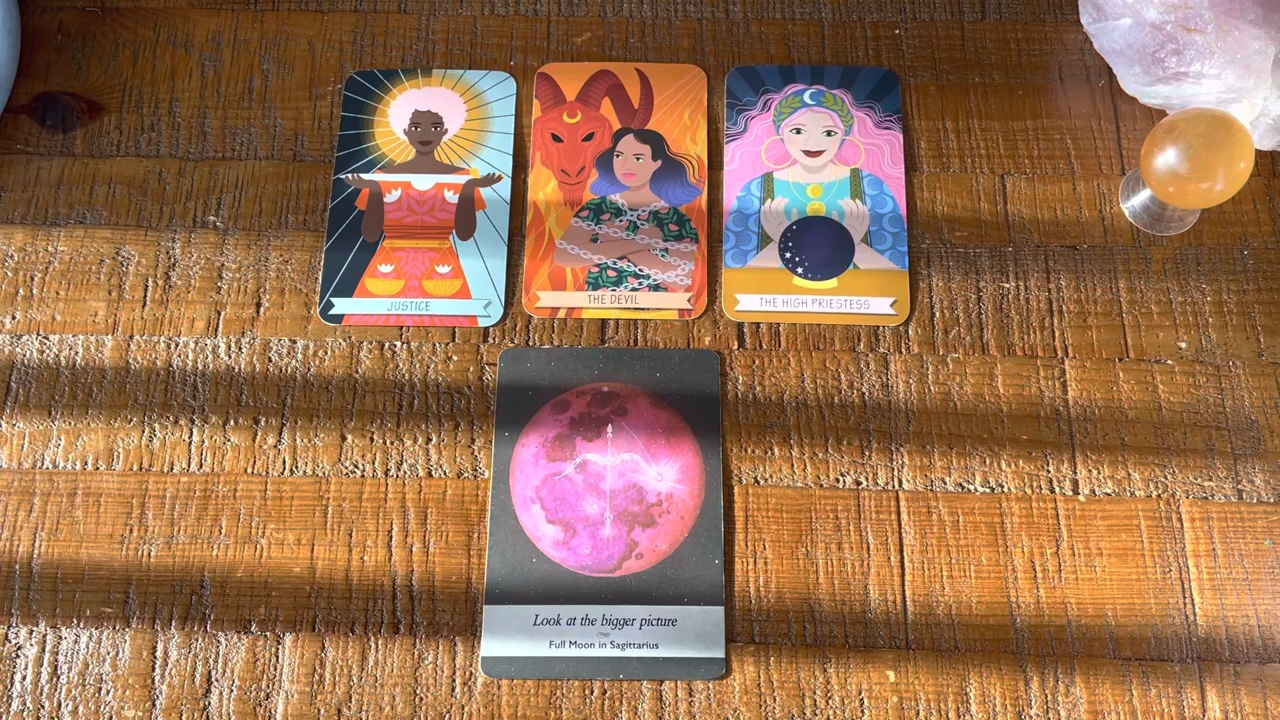 JUSTICE
THE DEVIL
THE HIGH PRIESTESS
Look at the bigger picture
Full Moon in Sagittarius